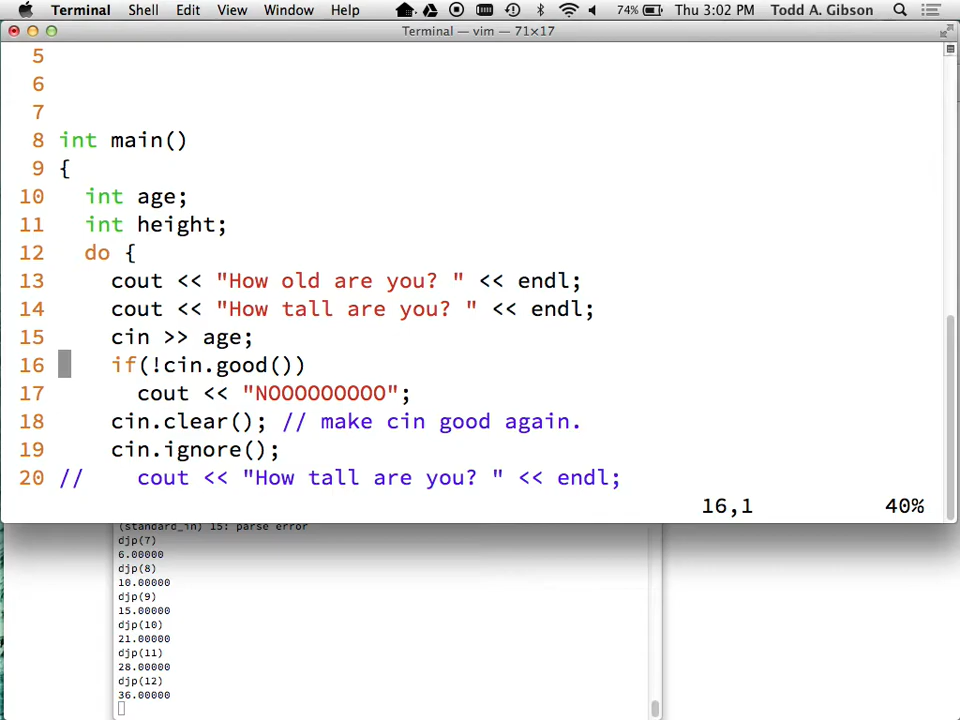 Terminal Shell Edit View Window Help 74% Thu 3:02 PM Todd A. Gibson
Terminal — vim — 71×17
5
6
7
8 int main()
9 {
10 int age;
11 int height;
12 do {
13 cout << "How old are you? " << endl;
14 cout << "How tall are you? " << endl;
15 cin >> age;
16 if(!cin.good())
17 cout << "NOOOOOOOOO";
18 cin.clear(); // make cin good again.
19 cin.ignore();
20 // cout << "How tall are you? " << endl;
16,1 40%
(standard_in) 15: parse error
djp(7)
6.00000
djp(8)
10.00000
djp(9)
15.00000
djp(10)
21.00000
djp(11)
28.00000
djp(12)
36.00000